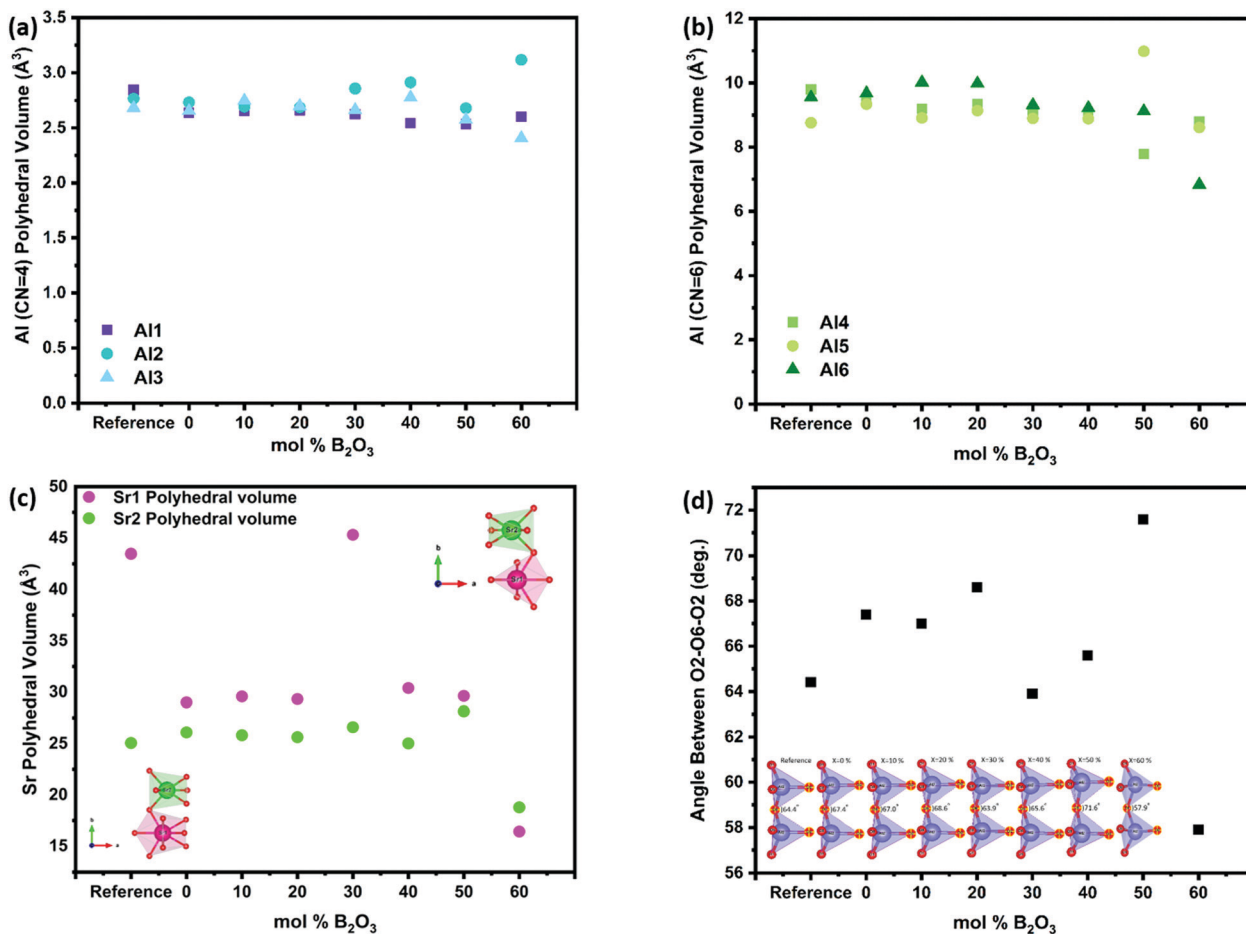 (a)
3.5
3.0
2.5
2.0
1.5
1.0
0.5
0.0
Al (CN=4) Polyhedral Volume (Å³)
Al1
Al2
Al3
Reference 0 10 20 30 40 50 60
mol % B₂O₃
(b)
12
10
8
6
4
2
0
Al (CN=6) Polyhedral Volume (Å³)
Al4
Al5
Al6
Reference 0 10 20 30 40 50 60
mol % B₂O₃
(c)
50
45
40
35
30
25
20
15
Sr Polyhedral Volume (Å³)
Sr1 Polyhedral volume
Sr2 Polyhedral volume
b
a
Sr2
b
a
Reference 0 10 20 30 40 50 60
mol % B₂O₃
(d)
72
70
68
66
64
62
60
58
56
Angle Between O2-O6-O2 (deg.)
Reference X=0 % X=10 % X=20 % X=30 % X=40 % X=50 % X=60 %
64.4° 67.4° 67.0° 68.6° 63.9° 65.6° 71.6° 57.9°
Reference 0 10 20 30 40 50 60
mol % B₂O₃